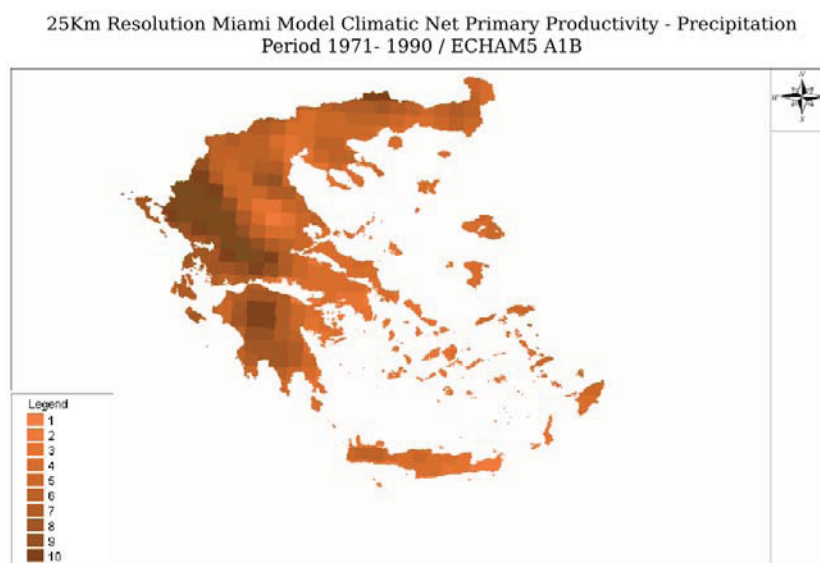 25Km Resolution Miami Model Climatic Net Primary Productivity - Precipitation
Period 1971- 1990 / ECHAM5 A1B
N
W
E
S
Legend
1
2
3
4
5
6
7
8
9
10